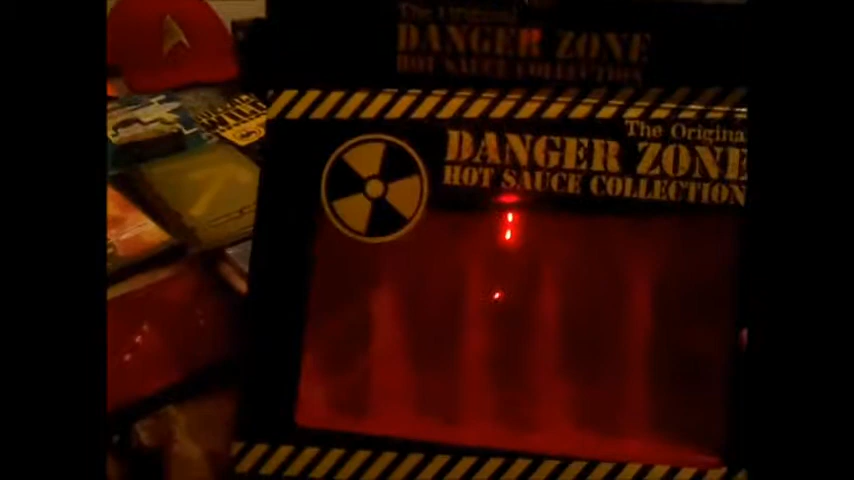 The Original
DANGER ZONE
HOT SAUCE COLLECTION
The Original
DANGER ZONE
HOT SAUCE COLLECTION